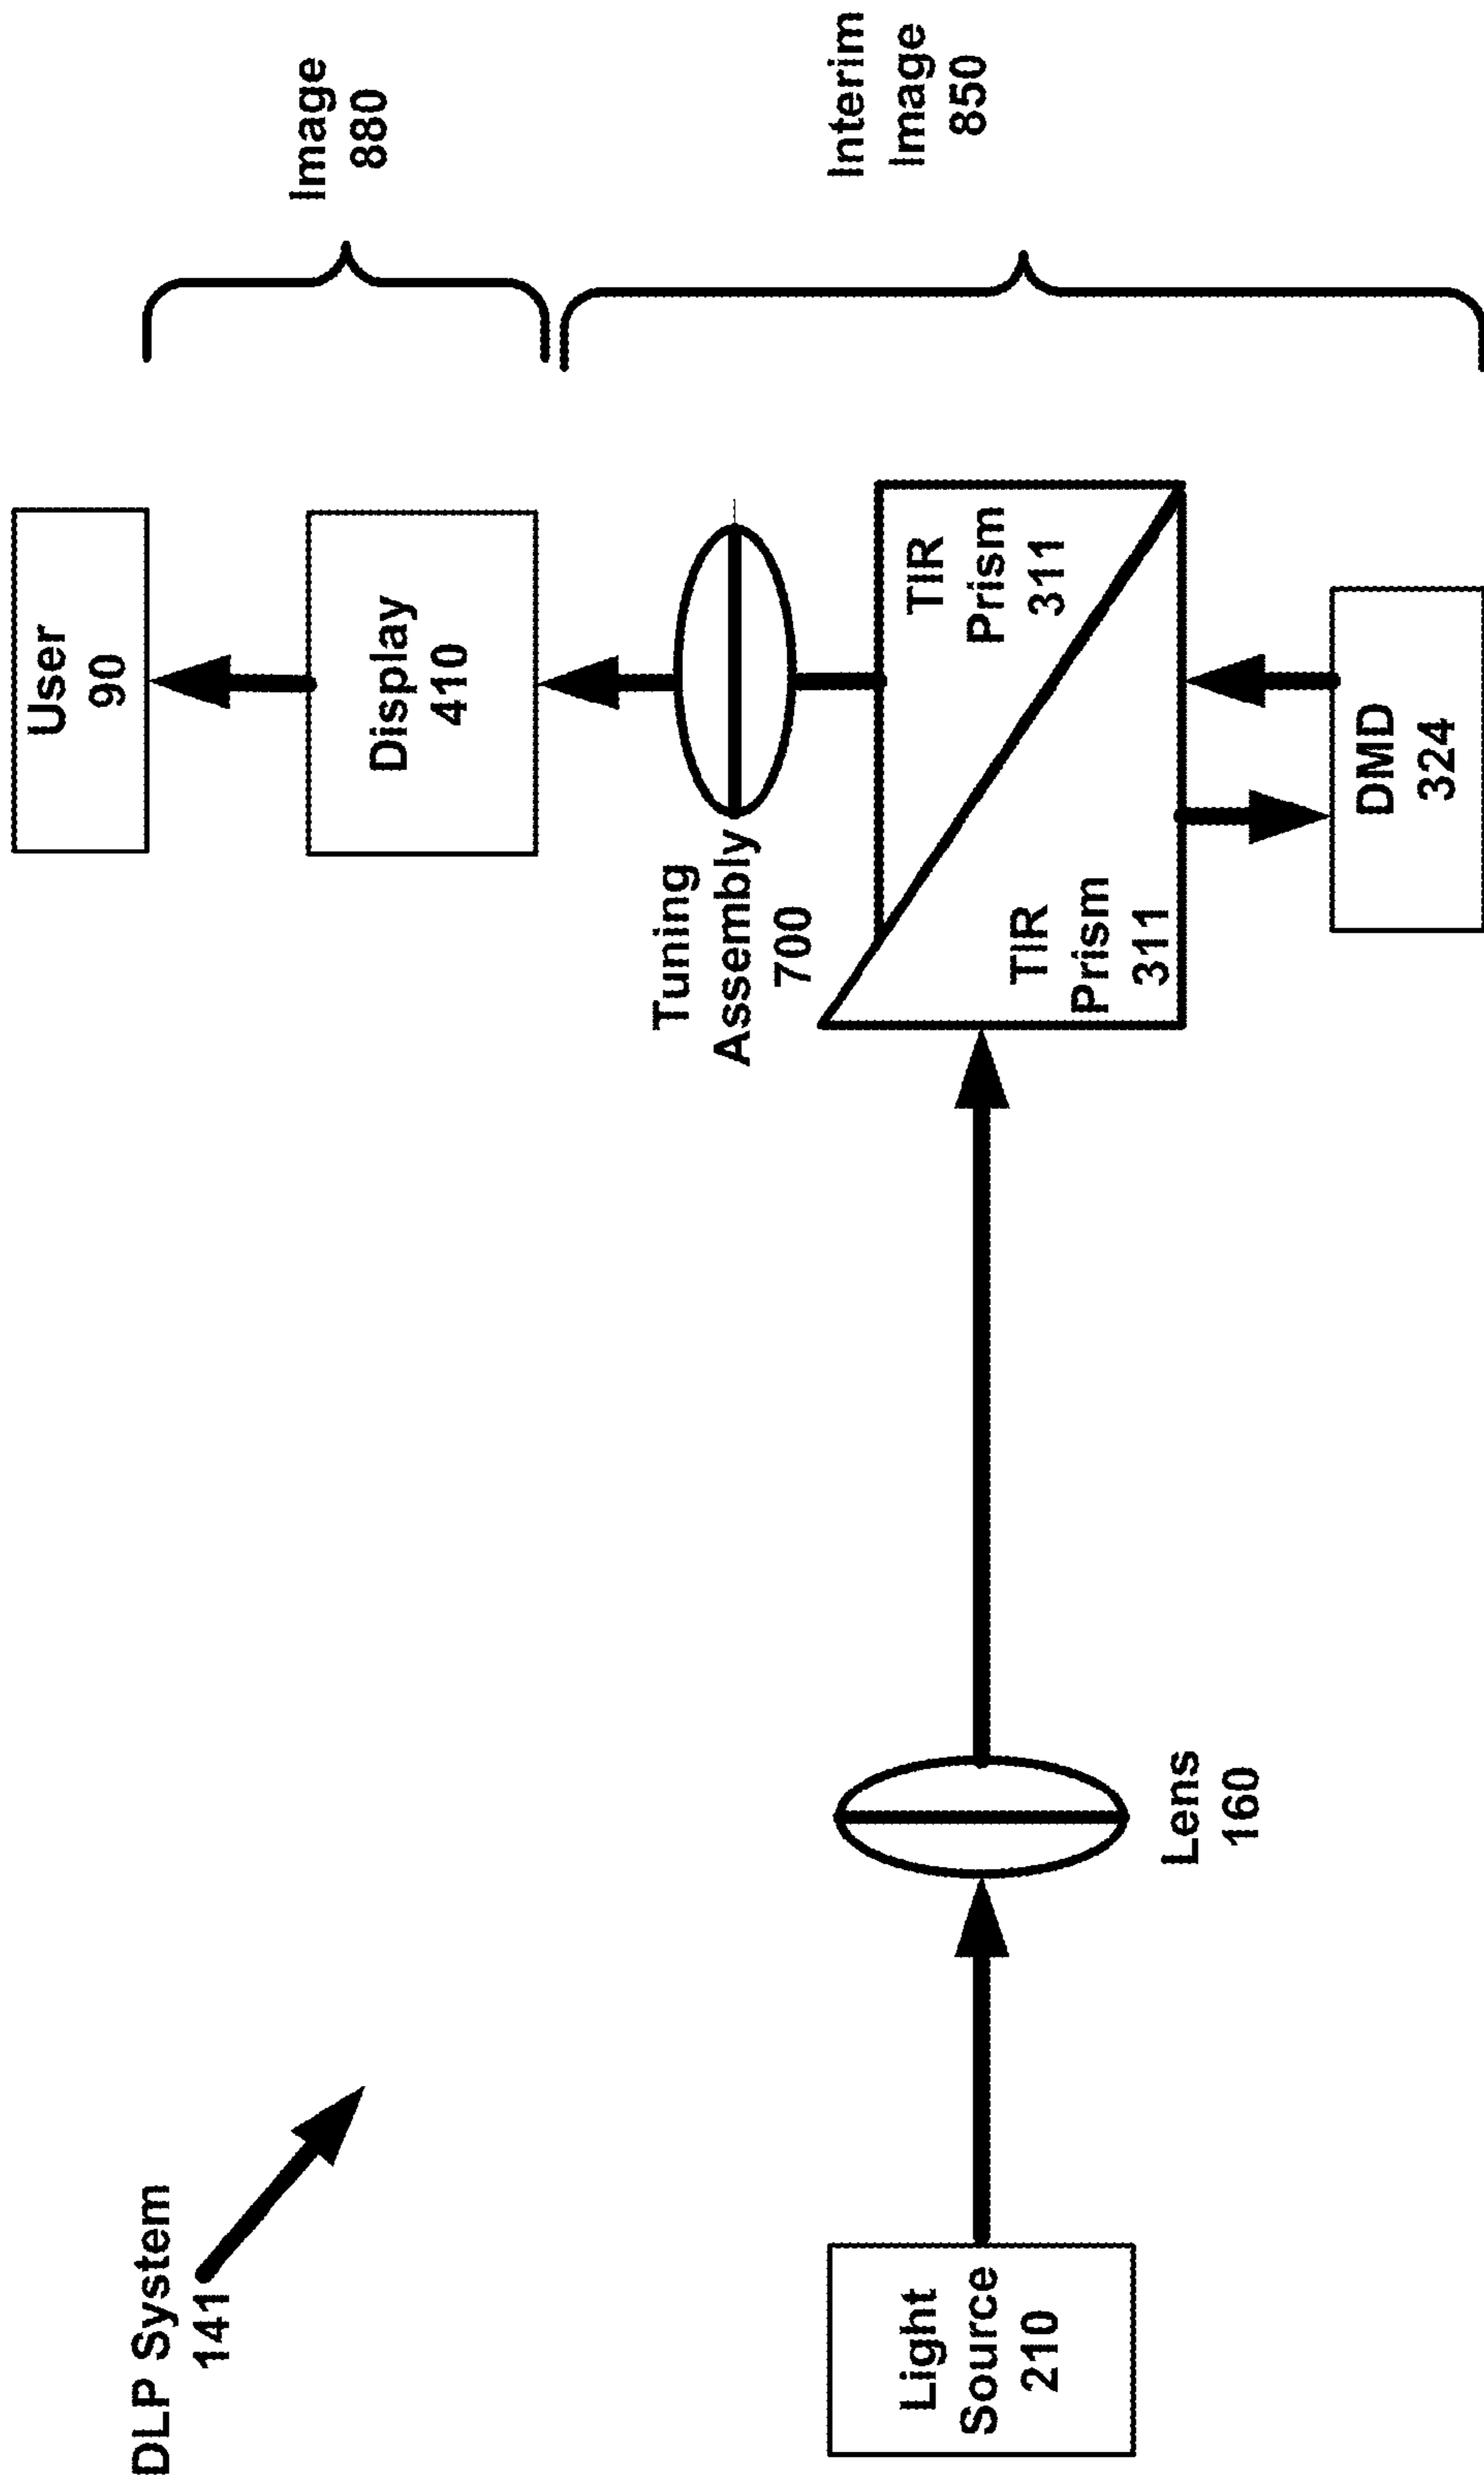 DLP System
141
User
90
Display
410
Image
880
Tuning
Assembly
700
TIR
Prism
311
TIR
Prism
311
Interim
Image
850
Light
Source
210
Lens
160
DMD
324